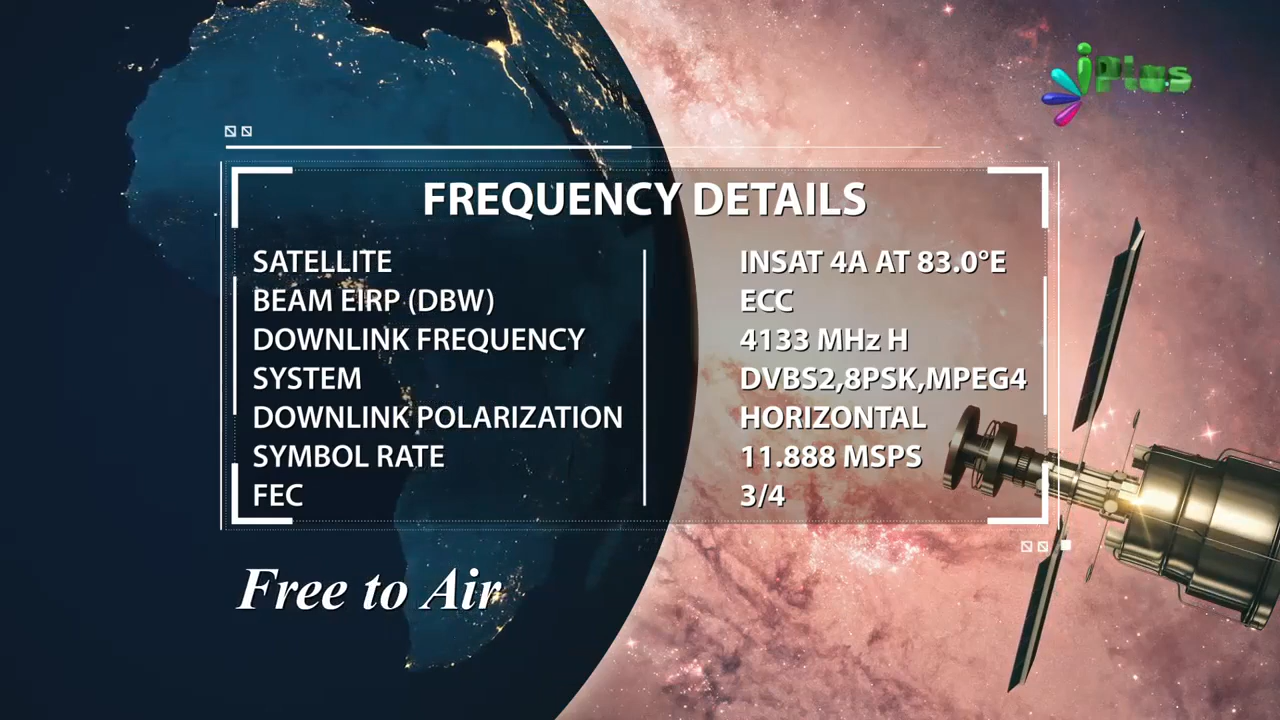 iPlus
FREQUENCY DETAILS
SATELLITE INSAT 4A AT 83.0°E
BEAM EIRP (DBW) ECC
DOWNLINK FREQUENCY 4133 MHz H
SYSTEM DVBS2,8PSK,MPEG4
DOWNLINK POLARIZATION HORIZONTAL
SYMBOL RATE 11.888 MSPS
FEC 3/4
Free to Air